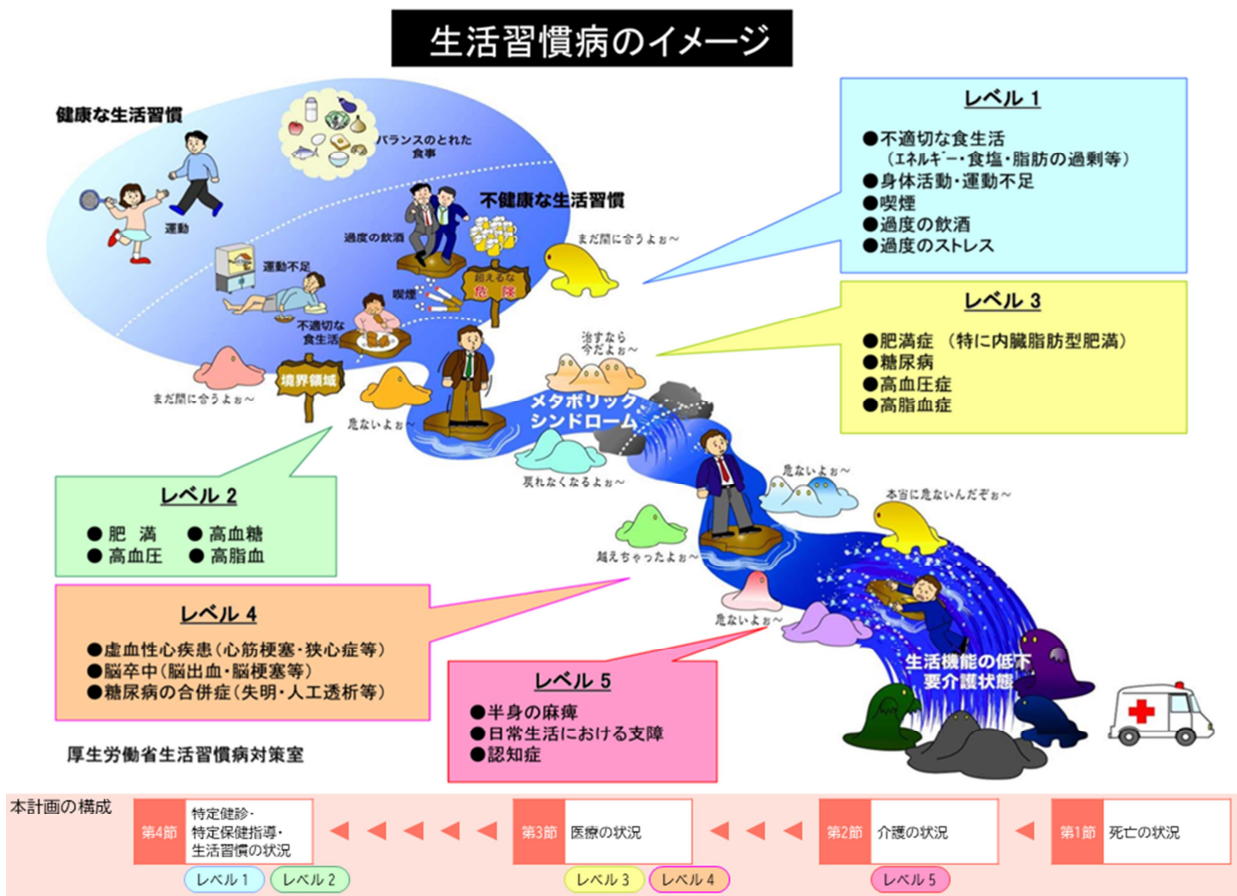 生活習慣病のイメージ
健康な生活習慣
バランスのとれた
食事
運動
不健康な生活習慣
過度の飲酒
まだ間に合うよぉ～
運動不足
喫煙
超えるな
危険
不適切な
食生活
境界領域
まだ間に合うよぉ～
危ないよぉ～
治すなら
今だよぉ～
メタボリック
シンドローム
戻れなくなるよぉ～
危ないよぉ～
越えちゃったよぉ～
本当に危ないんだぞぉ～
危ないよぉ～
生活機能の低下
要介護状態
レベル 1
●不適切な食生活
(エネルギー・食塩・脂肪の過剰等)
●身体活動・運動不足
●喫煙
●過度の飲酒
●過度のストレス
レベル 3
●肥満症 (特に内臓脂肪型肥満)
●糖尿病
●高血圧症
●高脂血症
レベル 2
● 肥 満 ● 高血糖
● 高血圧 ● 高脂血
レベル 4
●虚血性心疾患(心筋梗塞・狭心症等)
●脳卒中(脳出血・脳梗塞等)
●糖尿病の合併症(失明・人工透析等)
レベル 5
●半身の麻痺
●日常生活における支障
●認知症
厚生労働省生活習慣病対策室
本計画の構成
第4節 特定健診・
特定保健指導・
生活習慣の状況
レベル 1 レベル 2
第3節 医療の状況
レベル 3 レベル 4
第2節 介護の状況
レベル 5
第1節 死亡の状況